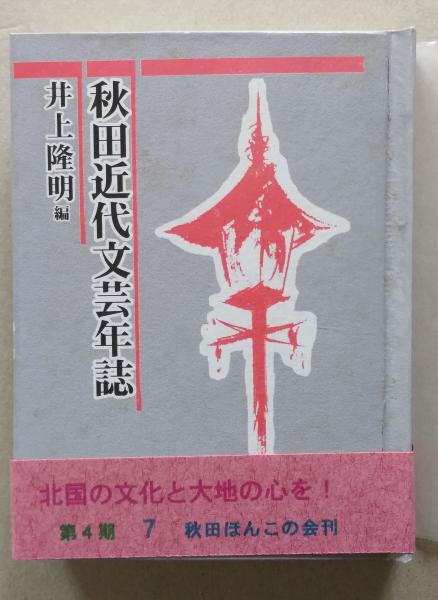 秋田近代文芸年誌
井上隆明編
北国の文化と大地の心を！
第4期 7 秋田ほんこの会刊